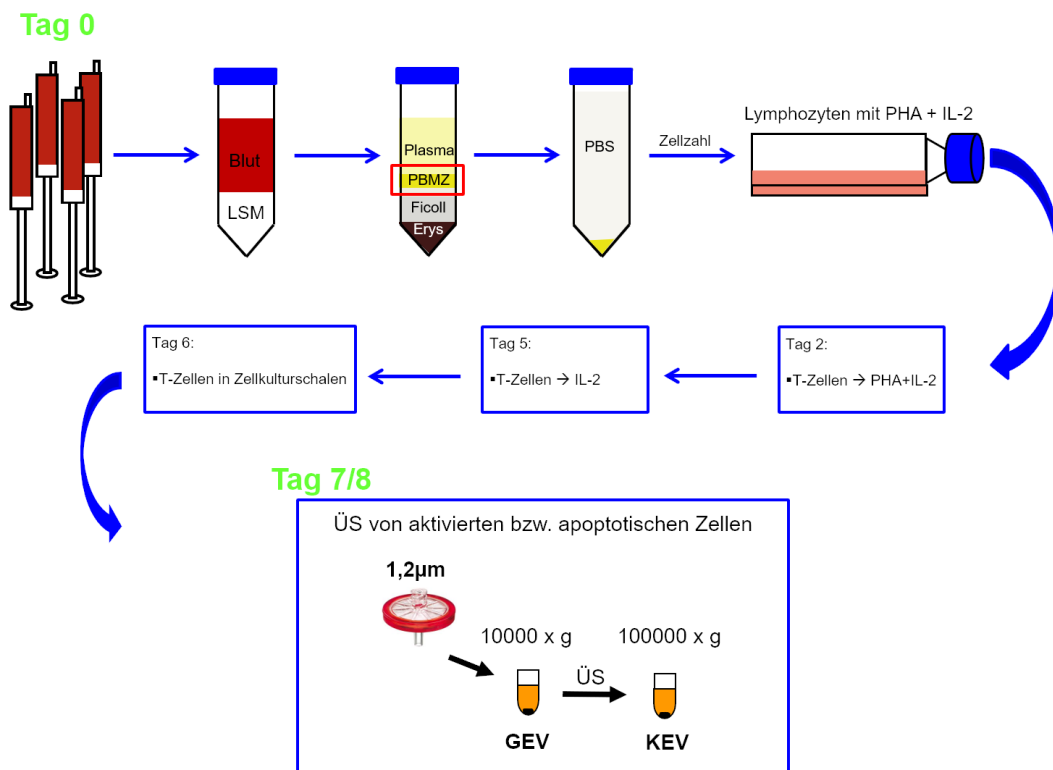 Tag 0
Blut
LSM
Plasma
PBMZ
Ficoll
Erys
PBS
Zellzahl
Lymphozyten mit PHA + IL-2
Tag 2:
▪T-Zellen → PHA+IL-2
Tag 5:
▪T-Zellen → IL-2
Tag 6:
▪T-Zellen in Zellkulturschalen
Tag 7/8
ÜS von aktivierten bzw. apoptotischen Zellen
1,2µm
10000 x g
100000 x g
ÜS
GEV
KEV